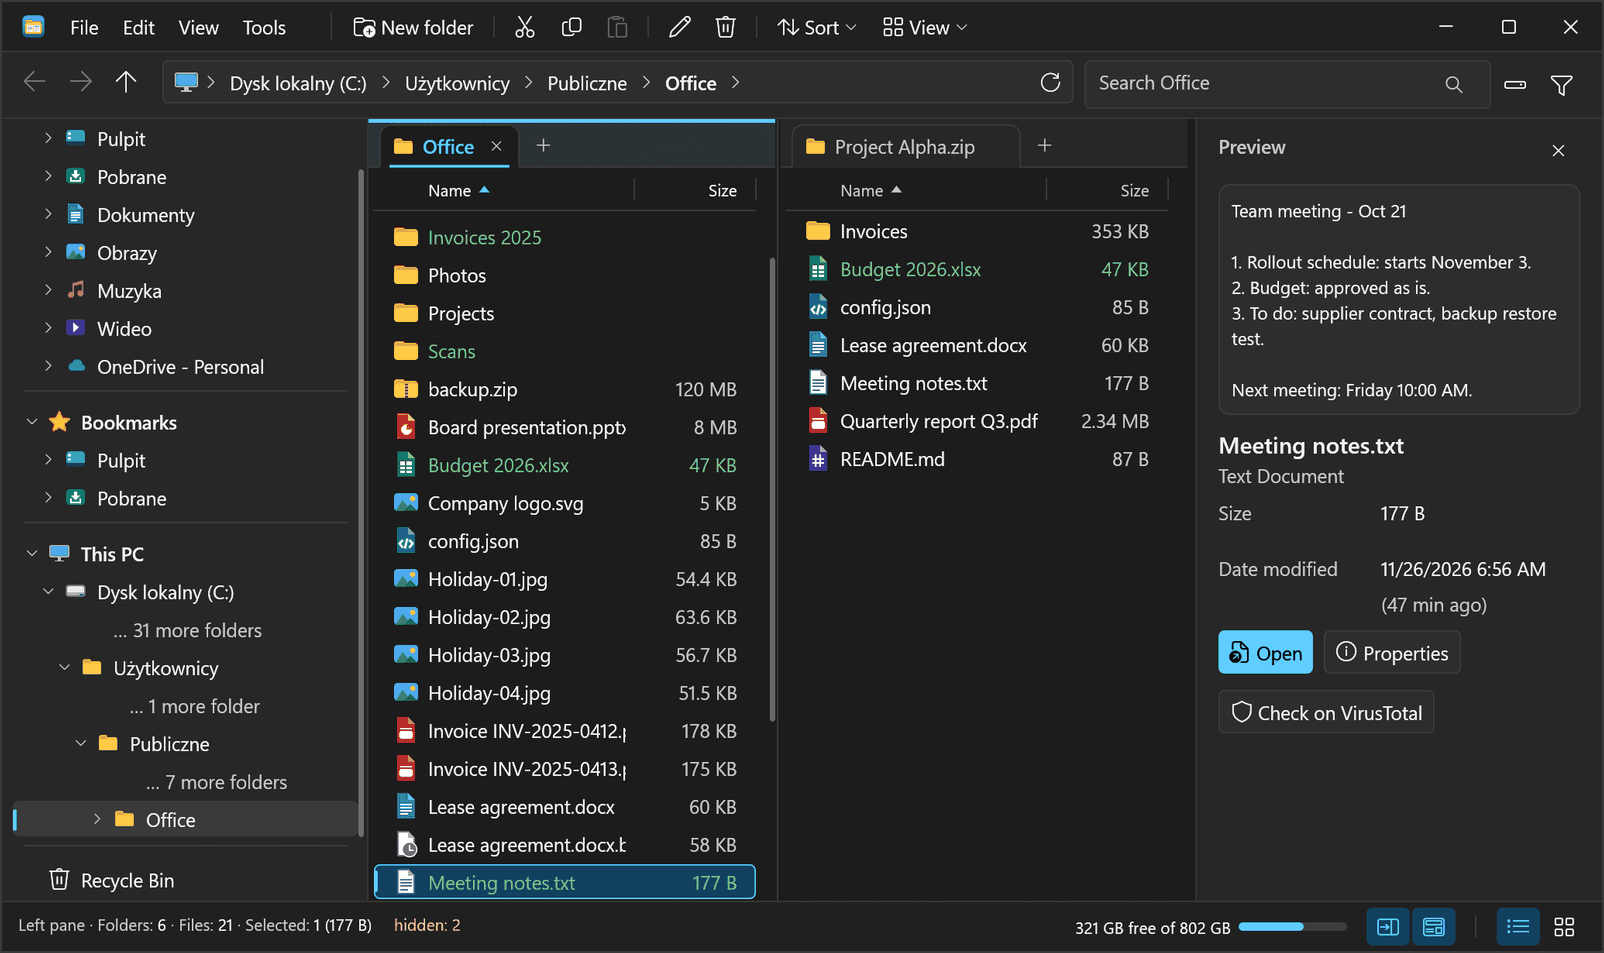 File Edit View Tools New folder Sort View
Dysk lokalny (C:) Użytkownicy Publiczne Office Search Office
Pulpit
Pobrane
Dokumenty
Obrazy
Muzyka
Wideo
OneDrive - Personal
Bookmarks
Pulpit
Pobrane
This PC
Dysk lokalny (C:)
... 31 more folders
Użytkownicy
... 1 more folder
Publiczne
... 7 more folders
Office
Recycle Bin
Office
Name Size
Invoices 2025
Photos
Projects
Scans
backup.zip 120 MB
Board presentation.pptx 8 MB
Budget 2026.xlsx 47 KB
Company logo.svg 5 KB
config.json 85 B
Holiday-01.jpg 54.4 KB
Holiday-02.jpg 63.6 KB
Holiday-03.jpg 56.7 KB
Holiday-04.jpg 51.5 KB
Invoice INV-2025-0412.p 178 KB
Invoice INV-2025-0413.p 175 KB
Lease agreement.docx 60 KB
Lease agreement.docx.b 58 KB
Meeting notes.txt 177 B
Project Alpha.zip
Name Size
Invoices 353 KB
Budget 2026.xlsx 47 KB
config.json 85 B
Lease agreement.docx 60 KB
Meeting notes.txt 177 B
Quarterly report Q3.pdf 2.34 MB
README.md 87 B
Preview
Team meeting - Oct 21
1. Rollout schedule: starts November 3.
2. Budget: approved as is.
3. To do: supplier contract, backup restore
test.
Next meeting: Friday 10:00 AM.
Meeting notes.txt
Text Document
Size 177 B
Date modified 11/26/2026 6:56 AM
(47 min ago)
Open Properties
Check on VirusTotal
Left pane · Folders: 6 · Files: 21 · Selected: 1 (177 B) hidden: 2 321 GB free of 802 GB